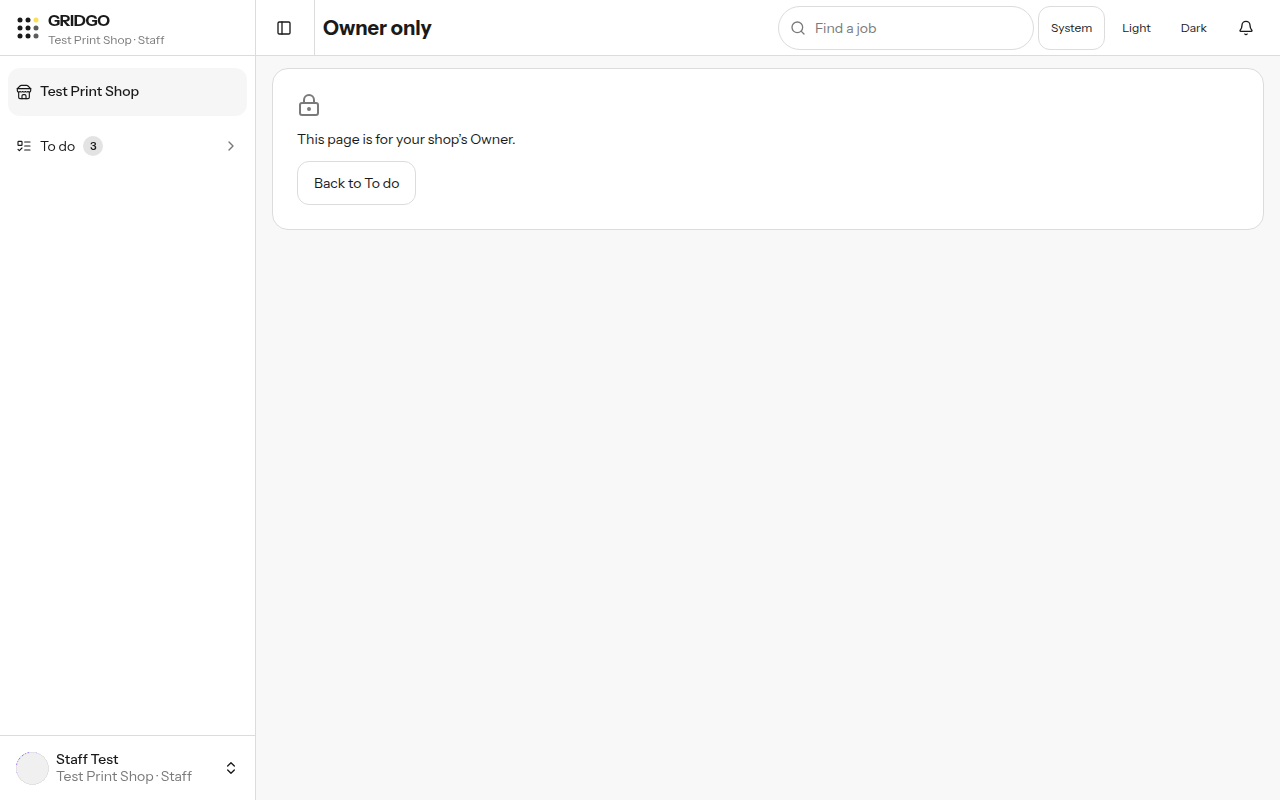 GRIDGO
Test Print Shop · Staff
Owner only
Find a job
System
Light
Dark
Test Print Shop
To do 3
This page is for your shop’s Owner.
Back to To do
Staff Test
Test Print Shop · Staff